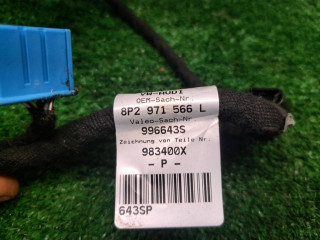 VW-AUDI
OEM-Sach-Nr.
8P2 971 566 L
Valeo-Sach-Nr.
996643S
Zeichnung von Teile Nr.
983400X
- P -
643SP